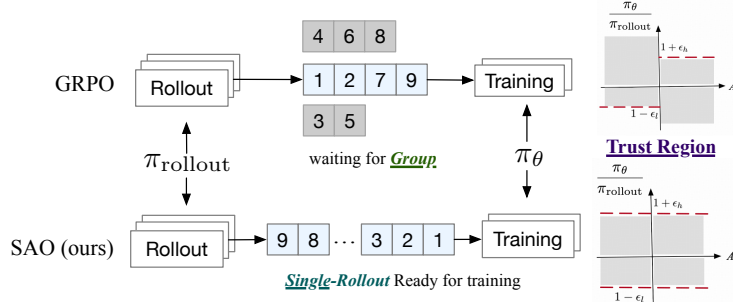 GRPO
Rollout
4 6 8
1 2 7 9
3 5
waiting for Group
Training
π_rollout
π_θ
SAO (ours)
Rollout
9 8 ... 3 2 1
Single-Rollout Ready for training
Training
π_θ
π_rollout
1 + ϵ_h
A
1 − ϵ_l
Trust Region
π_θ
π_rollout
1 + ϵ_h
A
1 − ϵ_l